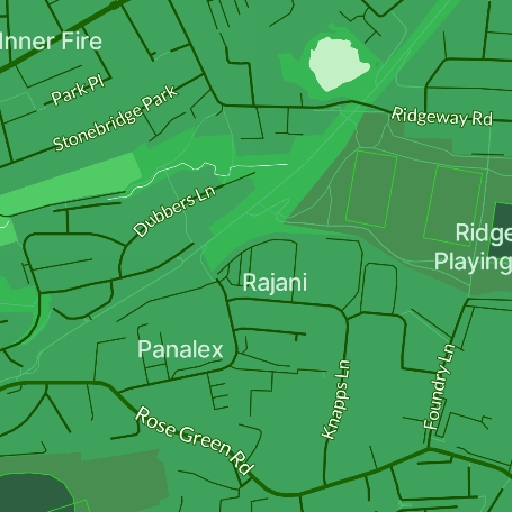 Inner Fire
Park Pl
Stonebridge Park
Ridgeway Rd
Dubbers Ln
Ridge
Playing
Rajani
Panalex
Knapps Ln
Foundry Ln
Rose Green Rd